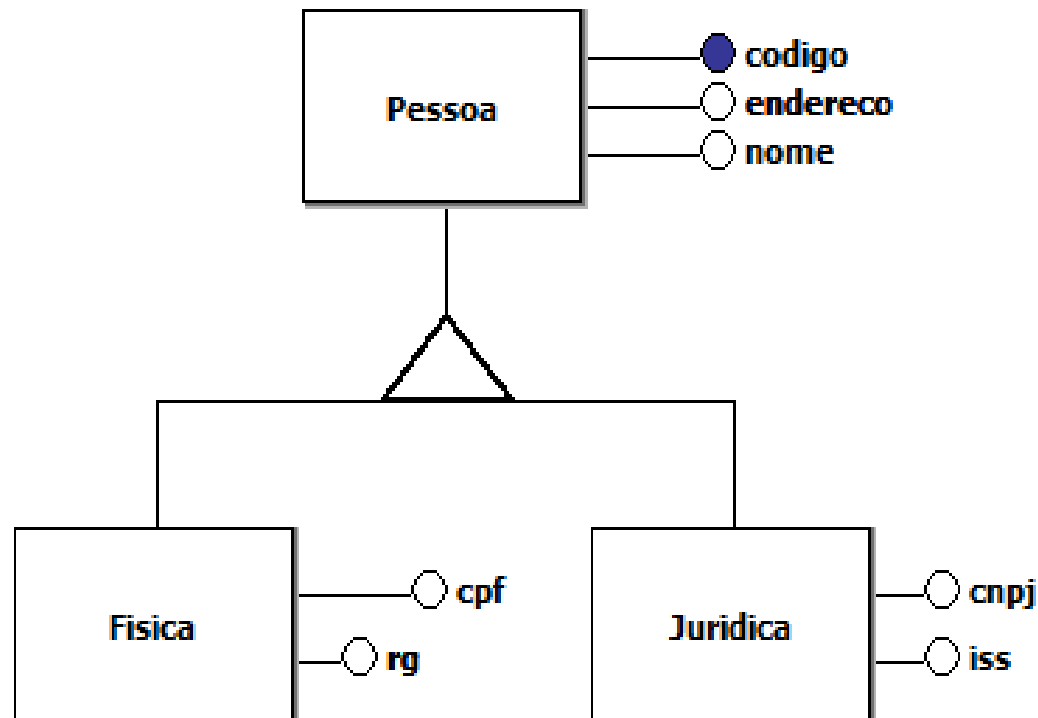 codigo
Pessoa
endereco
nome
cpf
Fisica
rg
cnpj
Juridica
iss